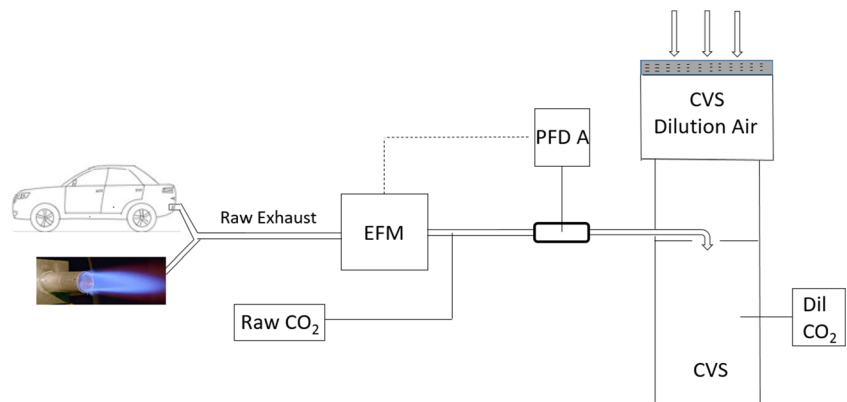 CVS
Dilution Air
PFD A
Raw Exhaust
EFM
Raw CO₂
Dil
CO₂
CVS